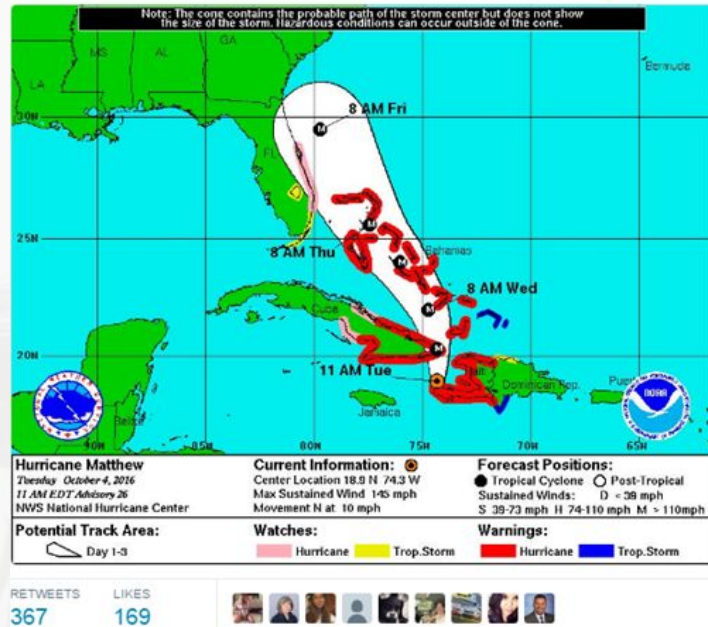 Note: The cone contains the probable path of the storm center but does not show
the size of the storm. Hazardous conditions can occur outside of the cone.
LA
MS
AL
GA
Bermuda
30N
8 AM Fri
FL
M
25N
8 AM Thu
M
Bahamas
M
8 AM Wed
M
Cuba
20N
11 AM Tue
M
Haiti
Dominican Rep.
Jamaica
Belize
NOAA
90W
85W
80W
75W
70W
65W
Hurricane Matthew
Tuesday October 4, 2016
11 AM EDT Advisory 26
NWS National Hurricane Center
Current Information:
Center Location 18.9 N 74.3 W
Max Sustained Wind 145 mph
Movement N at 10 mph
Forecast Positions:
Tropical Cyclone Post-Tropical
Sustained Winds: D < 39 mph
S 39-73 mph H 74-110 mph M > 110mph
Potential Track Area:
Day 1-3
Watches:
Hurricane Trop.Storm
Warnings:
Hurricane Trop.Storm
RETWEETS
367
LIKES
169